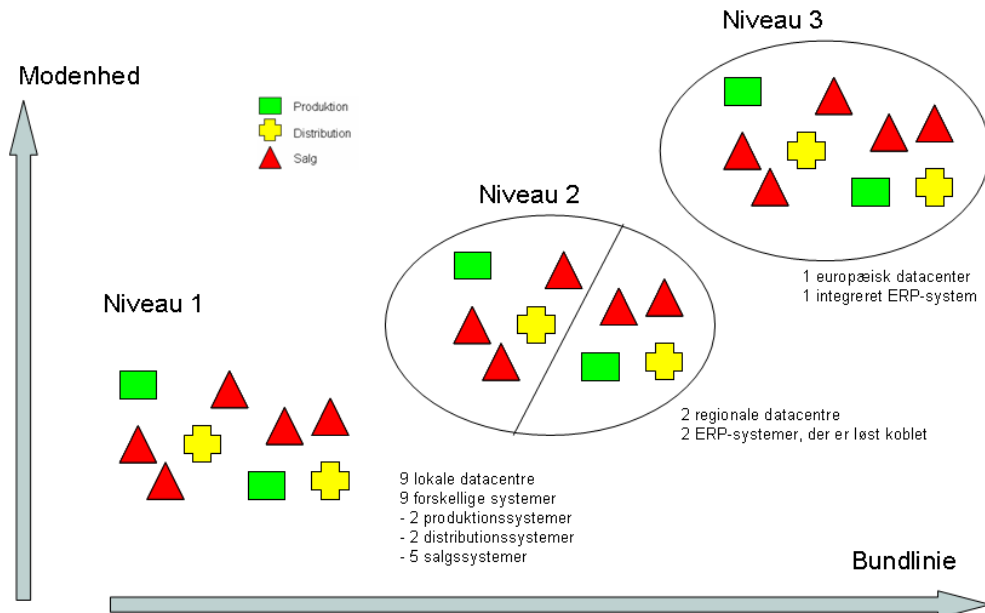 Niveau 3
Modenhed
Produktion
Distribution
Salg
Niveau 2
1 europæisk datacenter
1 integreret ERP-system
Niveau 1
2 regionale datacentre
2 ERP-systemer, der er løst koblet
9 lokale datacentre
9 forskellige systemer
- 2 produktionssystemer
- 2 distributionssystemer
- 5 salgssystemer
Bundlinie